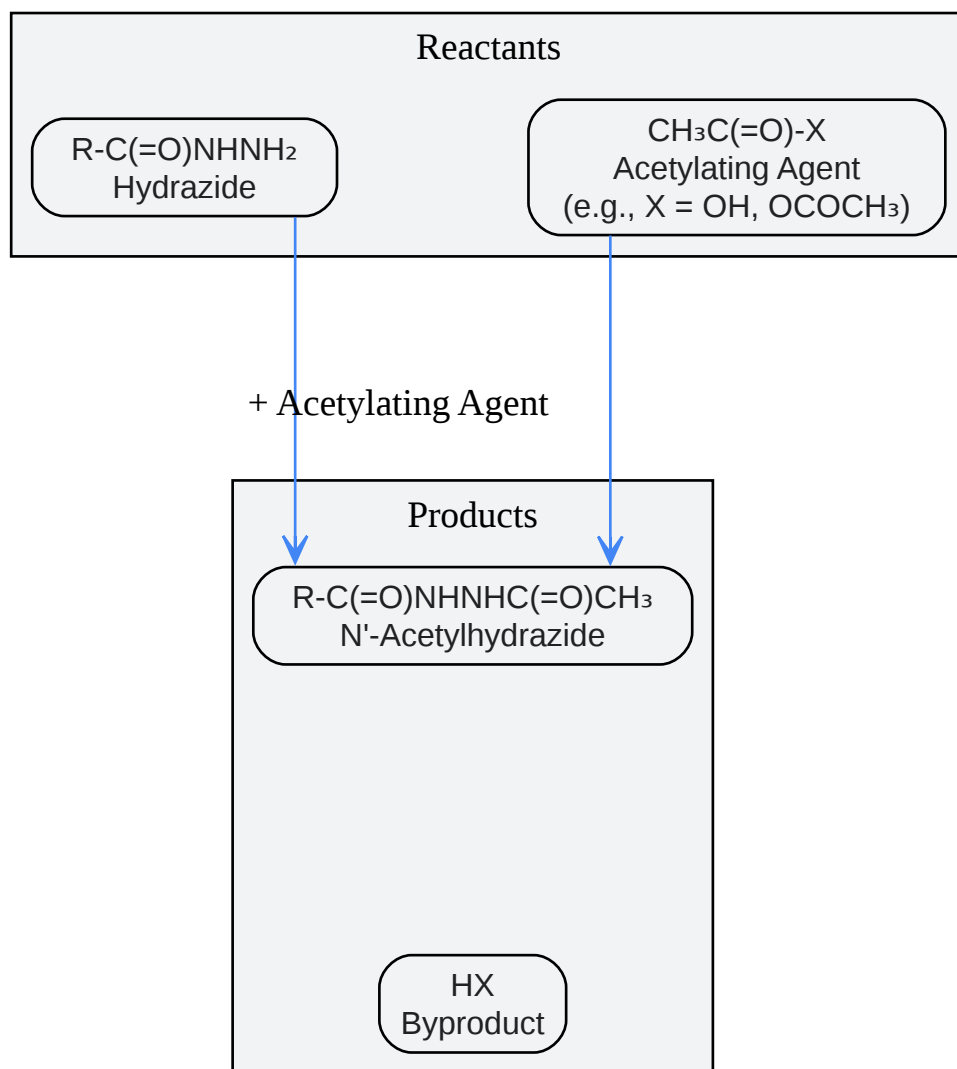 Reactants
R-C(=O)NHNH₂
Hydrazide
CH₃C(=O)-X
Acetylating Agent
(e.g., X = OH, OCOCH₃)
+ Acetylating Agent
Products
R-C(=O)NHNHC(=O)CH₃
N'-Acetylhydrazide
HX
Byproduct